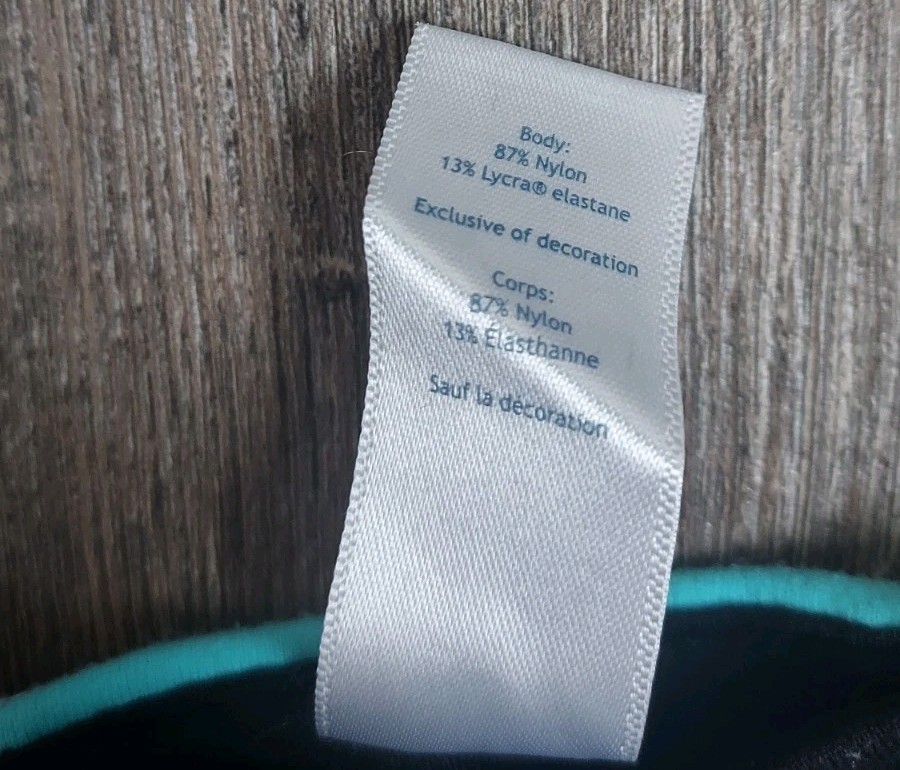 Body:
87% Nylon
13% Lycra® elastane
Exclusive of decoration
Corps:
87% Nylon
13% Élasthanne
Sauf la décoration